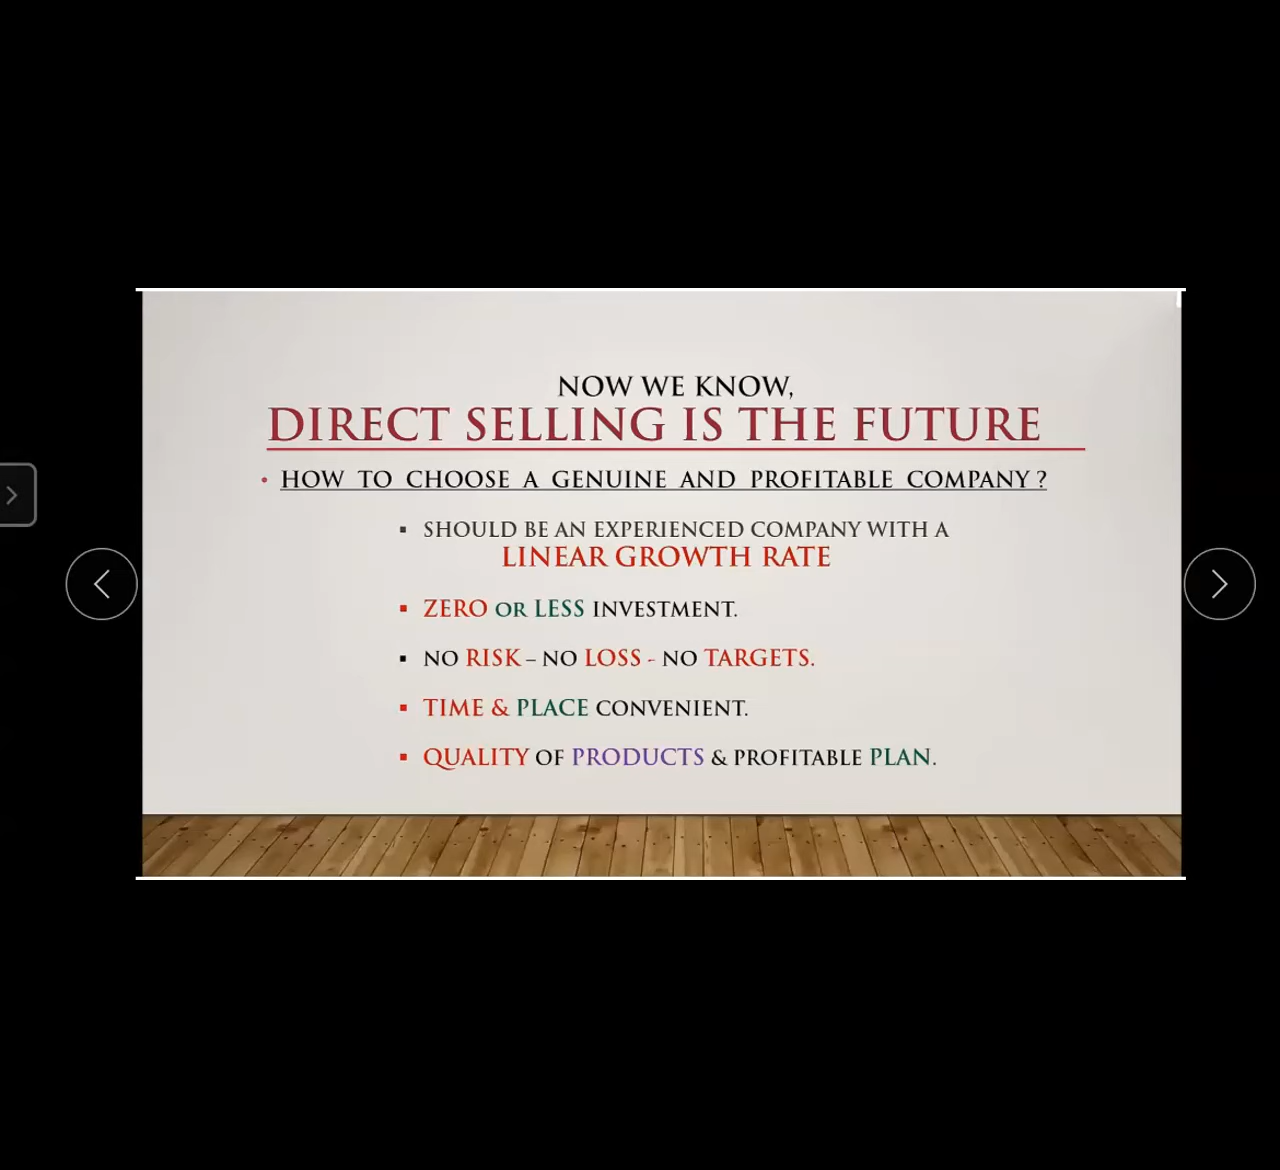 NOW WE KNOW,
DIRECT SELLING IS THE FUTURE
• HOW TO CHOOSE A GENUINE AND PROFITABLE COMPANY ?
▪ SHOULD BE AN EXPERIENCED COMPANY WITH A
LINEAR GROWTH RATE
▪ ZERO OR LESS INVESTMENT.
▪ NO RISK – NO LOSS - NO TARGETS.
▪ TIME & PLACE CONVENIENT.
▪ QUALITY OF PRODUCTS & PROFITABLE PLAN.